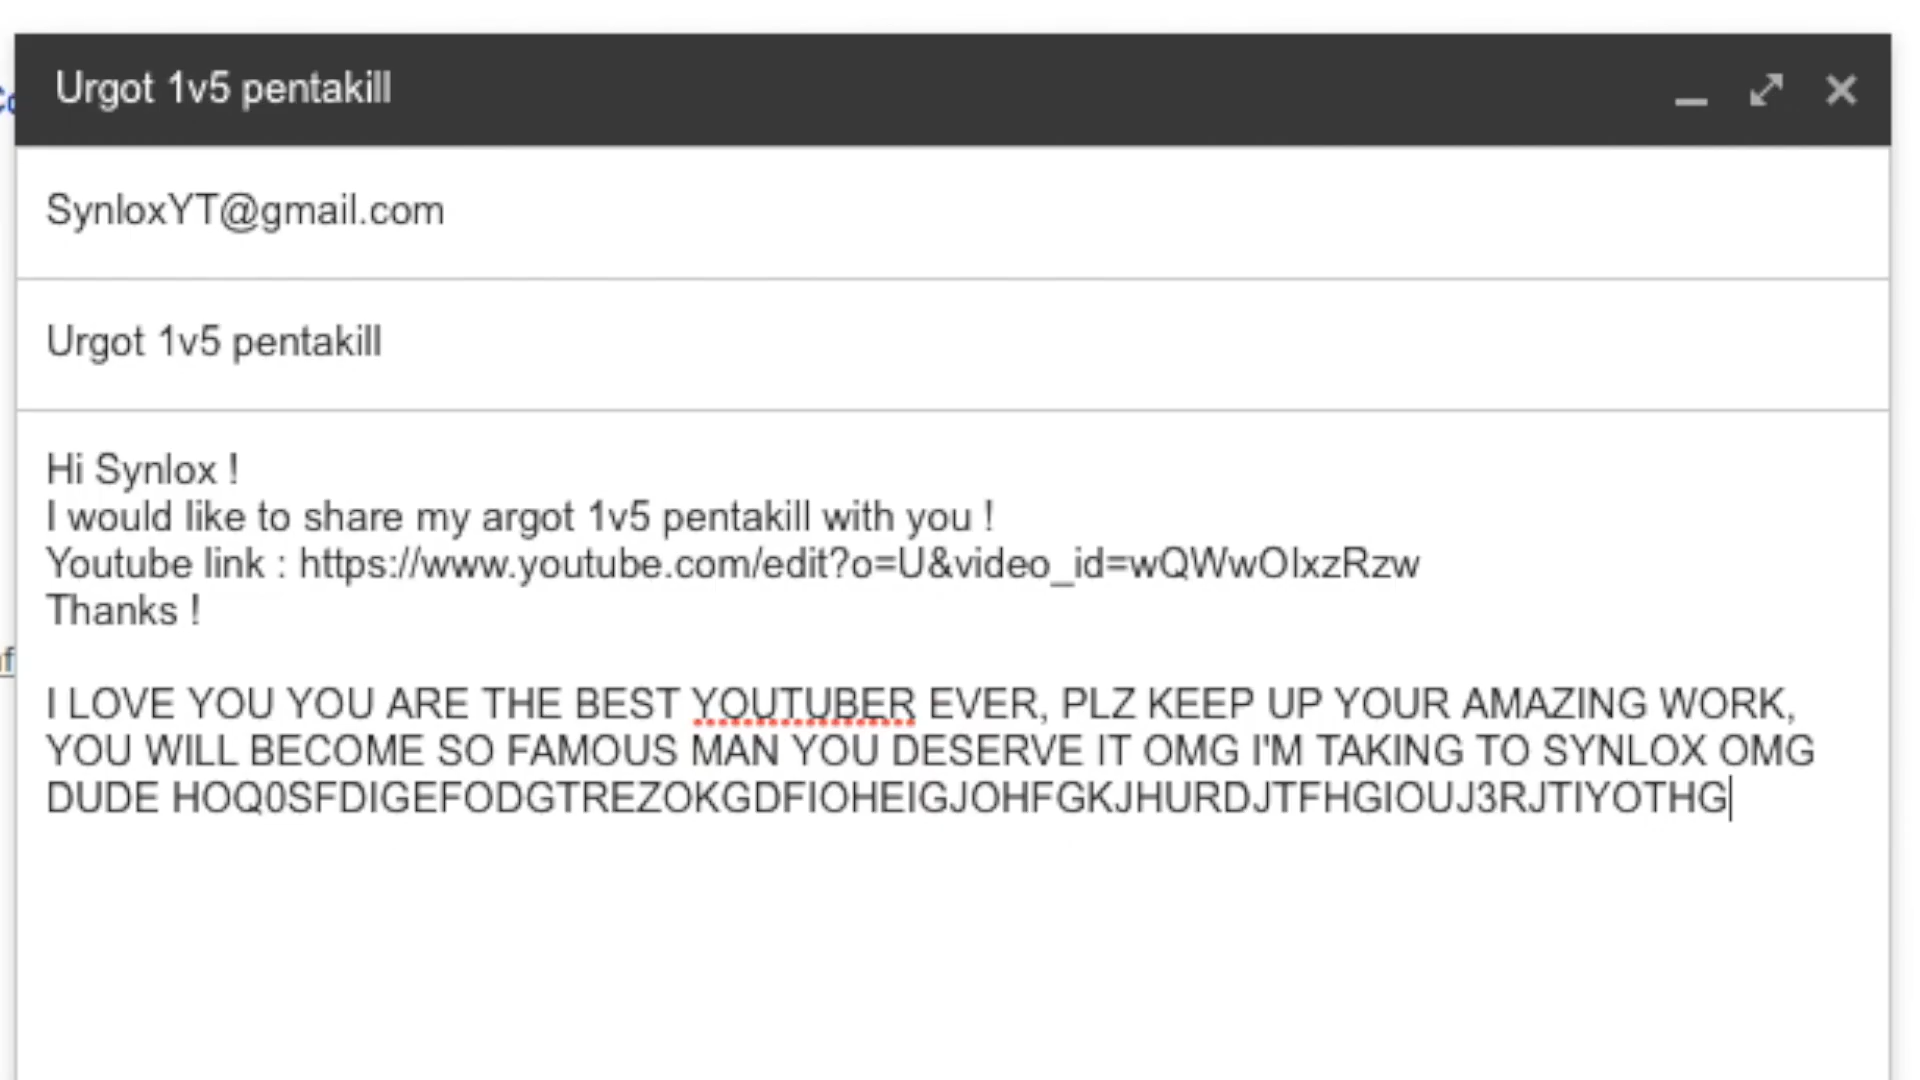 Urgot 1v5 pentakill
SynloxYT@gmail.com
Urgot 1v5 pentakill
Hi Synlox !
I would like to share my argot 1v5 pentakill with you !
Youtube link : https://www.youtube.com/edit?o=U&video_id=wQWwOIxzRzw
Thanks !
I LOVE YOU YOU ARE THE BEST YOUTUBER EVER, PLZ KEEP UP YOUR AMAZING WORK,
YOU WILL BECOME SO FAMOUS MAN YOU DESERVE IT OMG I'M TAKING TO SYNLOX OMG
DUDE HOQ0SFDIGEFODGTREZOKGDFIOHEIGJOHFGKJHURDJTFHGIOUJ3RJTIYOTHG